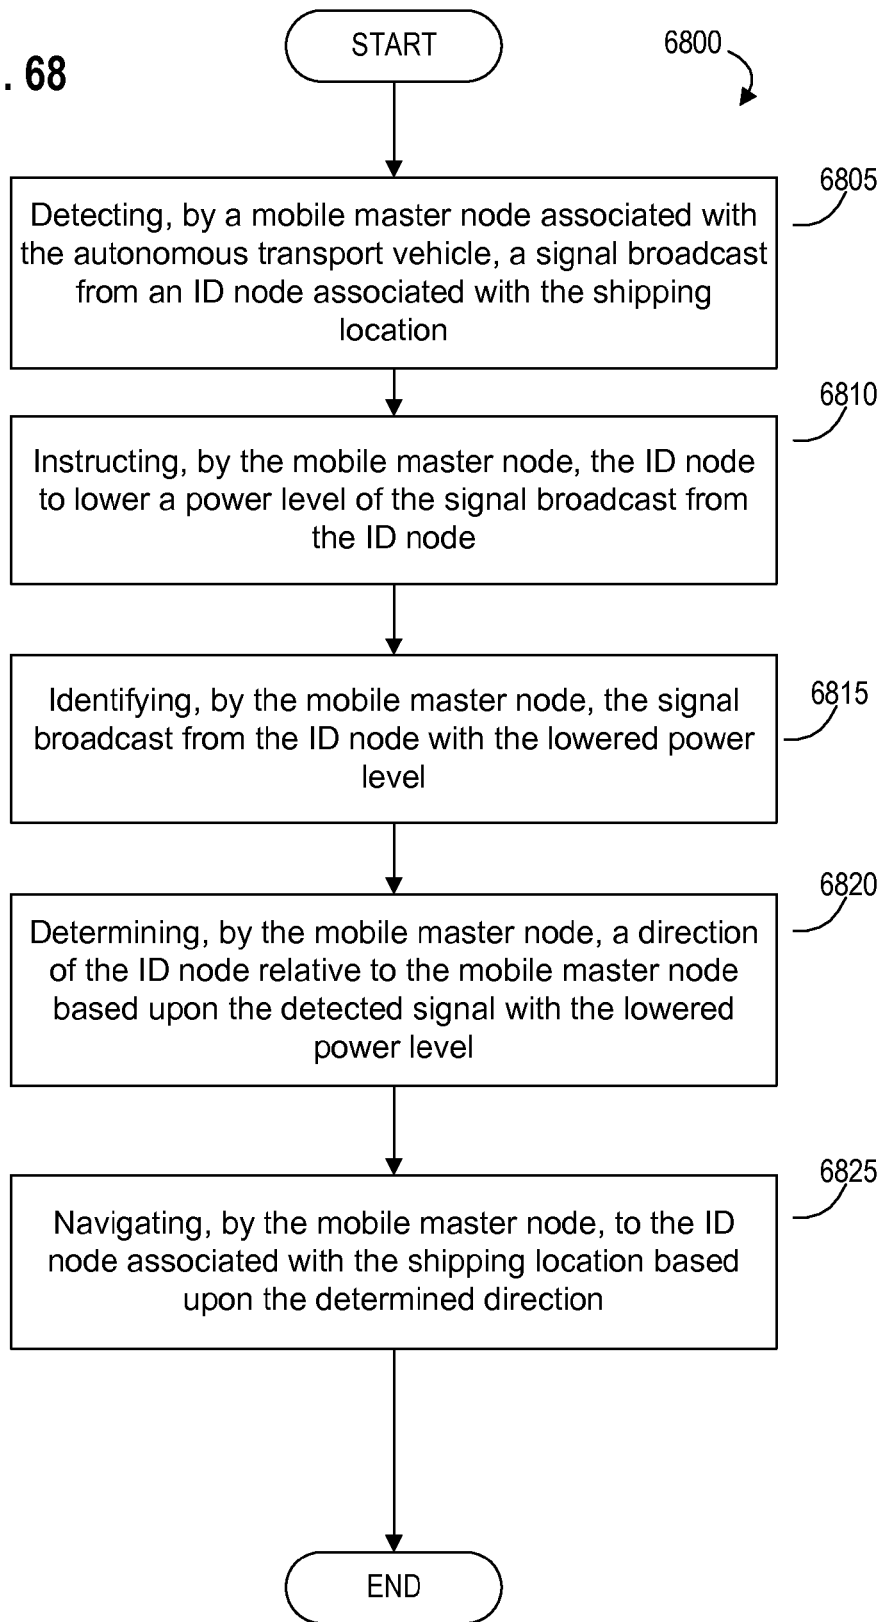 . 68
START
6800
6805
Detecting, by a mobile master node associated with
the autonomous transport vehicle, a signal broadcast
from an ID node associated with the shipping
location
6810
Instructing, by the mobile master node, the ID node
to lower a power level of the signal broadcast from
the ID node
6815
Identifying, by the mobile master node, the signal
broadcast from the ID node with the lowered power
level
6820
Determining, by the mobile master node, a direction
of the ID node relative to the mobile master node
based upon the detected signal with the lowered
power level
6825
Navigating, by the mobile master node, to the ID
node associated with the shipping location based
upon the determined direction
END